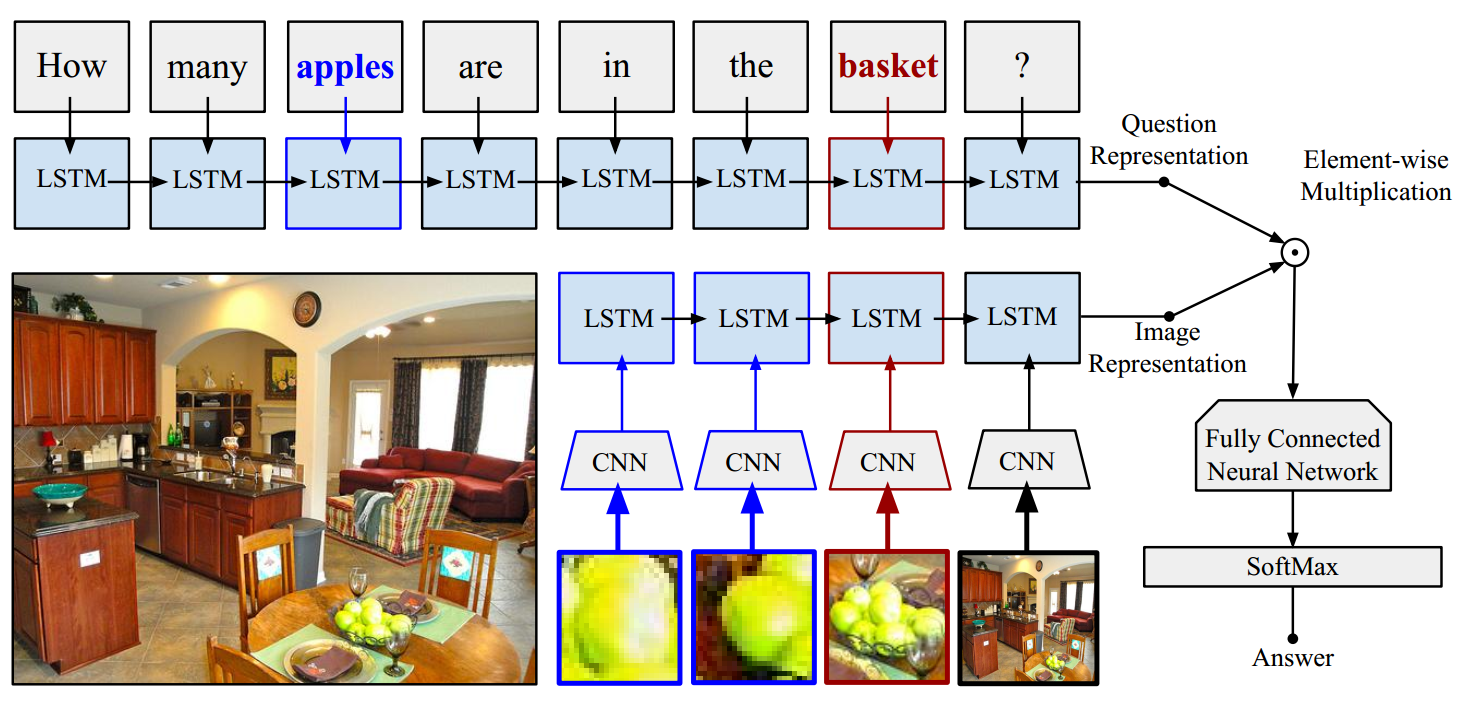 How many apples are in the basket ?
LSTM LSTM LSTM LSTM LSTM LSTM LSTM LSTM
Question
Representation
Element-wise
Multiplication
LSTM LSTM LSTM LSTM
Image
Representation
CNN CNN CNN CNN
Fully Connected
Neural Network
SoftMax
Answer